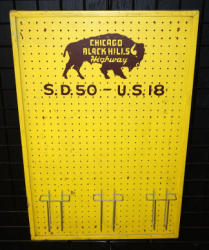 CHICAGO
BLACK HILLS
Highway
S.D. 50 - U.S. 18